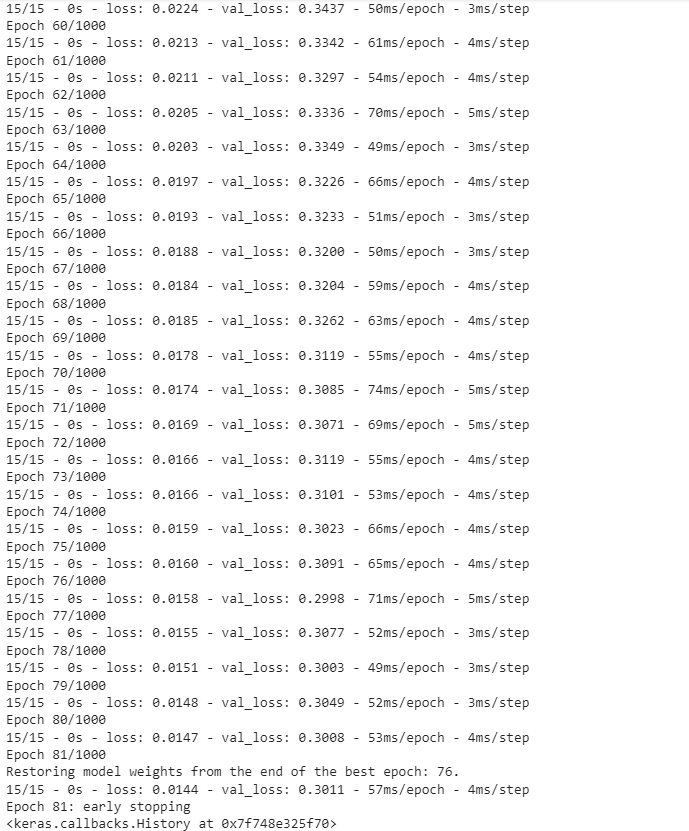 15/15 - 0s - loss: 0.0224 - val_loss: 0.3437 - 50ms/epoch - 3ms/step
Epoch 60/1000
15/15 - 0s - loss: 0.0213 - val_loss: 0.3342 - 61ms/epoch - 4ms/step
Epoch 61/1000
15/15 - 0s - loss: 0.0211 - val_loss: 0.3297 - 54ms/epoch - 4ms/step
Epoch 62/1000
15/15 - 0s - loss: 0.0205 - val_loss: 0.3336 - 70ms/epoch - 5ms/step
Epoch 63/1000
15/15 - 0s - loss: 0.0203 - val_loss: 0.3349 - 49ms/epoch - 3ms/step
Epoch 64/1000
15/15 - 0s - loss: 0.0197 - val_loss: 0.3226 - 66ms/epoch - 4ms/step
Epoch 65/1000
15/15 - 0s - loss: 0.0193 - val_loss: 0.3233 - 51ms/epoch - 3ms/step
Epoch 66/1000
15/15 - 0s - loss: 0.0188 - val_loss: 0.3200 - 50ms/epoch - 3ms/step
Epoch 67/1000
15/15 - 0s - loss: 0.0184 - val_loss: 0.3204 - 59ms/epoch - 4ms/step
Epoch 68/1000
15/15 - 0s - loss: 0.0185 - val_loss: 0.3262 - 63ms/epoch - 4ms/step
Epoch 69/1000
15/15 - 0s - loss: 0.0178 - val_loss: 0.3119 - 55ms/epoch - 4ms/step
Epoch 70/1000
15/15 - 0s - loss: 0.0174 - val_loss: 0.3085 - 74ms/epoch - 5ms/step
Epoch 71/1000
15/15 - 0s - loss: 0.0169 - val_loss: 0.3071 - 69ms/epoch - 5ms/step
Epoch 72/1000
15/15 - 0s - loss: 0.0166 - val_loss: 0.3119 - 55ms/epoch - 4ms/step
Epoch 73/1000
15/15 - 0s - loss: 0.0166 - val_loss: 0.3101 - 53ms/epoch - 4ms/step
Epoch 74/1000
15/15 - 0s - loss: 0.0159 - val_loss: 0.3023 - 66ms/epoch - 4ms/step
Epoch 75/1000
15/15 - 0s - loss: 0.0160 - val_loss: 0.3091 - 65ms/epoch - 4ms/step
Epoch 76/1000
15/15 - 0s - loss: 0.0158 - val_loss: 0.2998 - 71ms/epoch - 5ms/step
Epoch 77/1000
15/15 - 0s - loss: 0.0155 - val_loss: 0.3077 - 52ms/epoch - 3ms/step
Epoch 78/1000
15/15 - 0s - loss: 0.0151 - val_loss: 0.3003 - 49ms/epoch - 3ms/step
Epoch 79/1000
15/15 - 0s - loss: 0.0148 - val_loss: 0.3049 - 52ms/epoch - 3ms/step
Epoch 80/1000
15/15 - 0s - loss: 0.0147 - val_loss: 0.3008 - 53ms/epoch - 4ms/step
Epoch 81/1000
Restoring model weights from the end of the best epoch: 76.
15/15 - 0s - loss: 0.0144 - val_loss: 0.3011 - 57ms/epoch - 4ms/step
Epoch 81: early stopping
<keras.callbacks.History at 0x7f748e325f70>